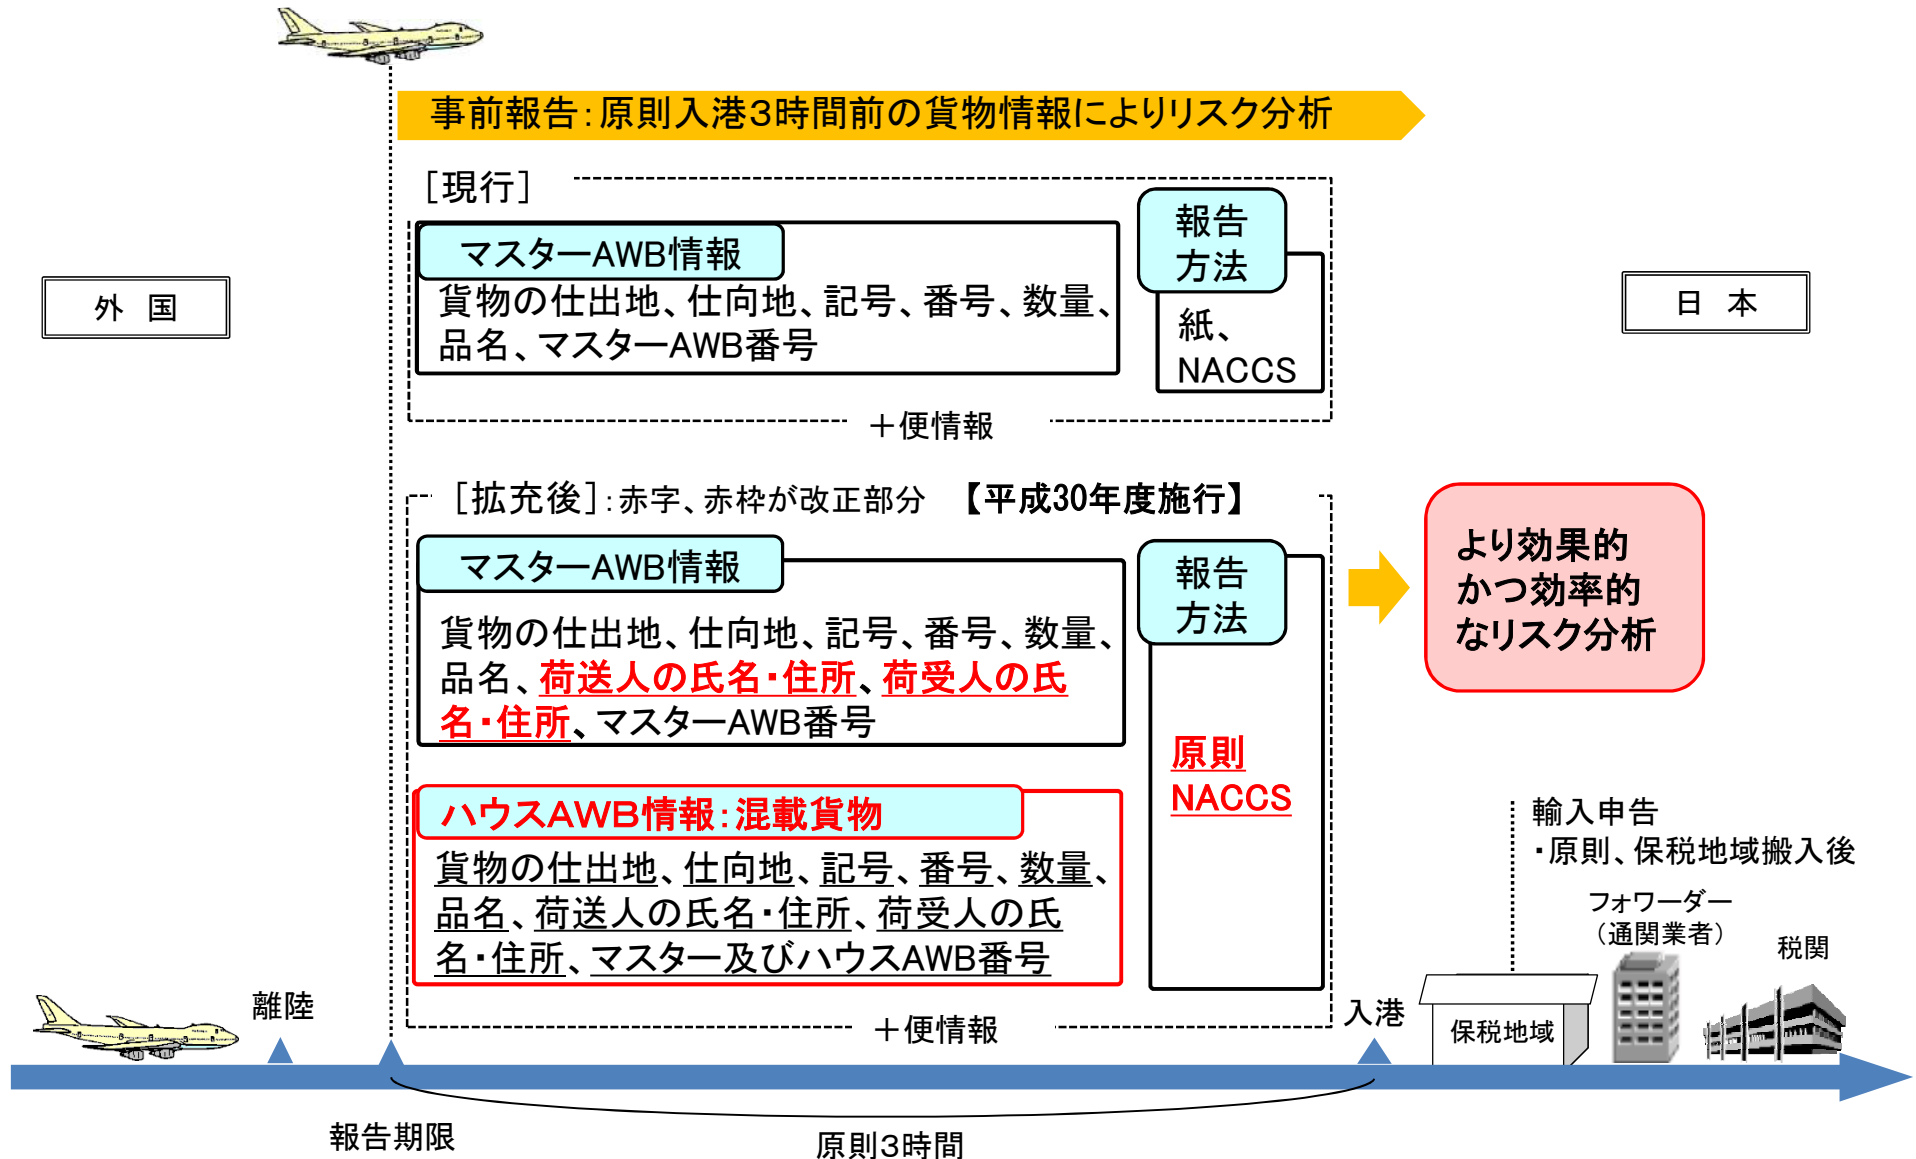 事前報告：原則入港３時間前の貨物情報によりリスク分析
［現行］
マスターAWB情報
貨物の仕出地、仕向地、記号、番号、数量、
品名、マスターAWB番号
報告
方法
紙、
NACCS
＋便情報
外 国
日 本
［拡充後］：赤字、赤枠が改正部分 【平成30年度施行】
マスターAWB情報
貨物の仕出地、仕向地、記号、番号、数量、
品名、荷送人の氏名・住所、荷受人の氏
名・住所、マスターAWB番号
報告
方法
原則
NACCS
ハウスAWB情報：混載貨物
貨物の仕出地、仕向地、記号、番号、数量、
品名、荷送人の氏名・住所、荷受人の氏
名・住所、マスター及びハウスAWB番号
＋便情報
より効果的
かつ効率的
なリスク分析
輸入申告
・原則、保税地域搬入後
フォワーダー
（通関業者）
税関
保税地域
離陸
入港
報告期限
原則３時間